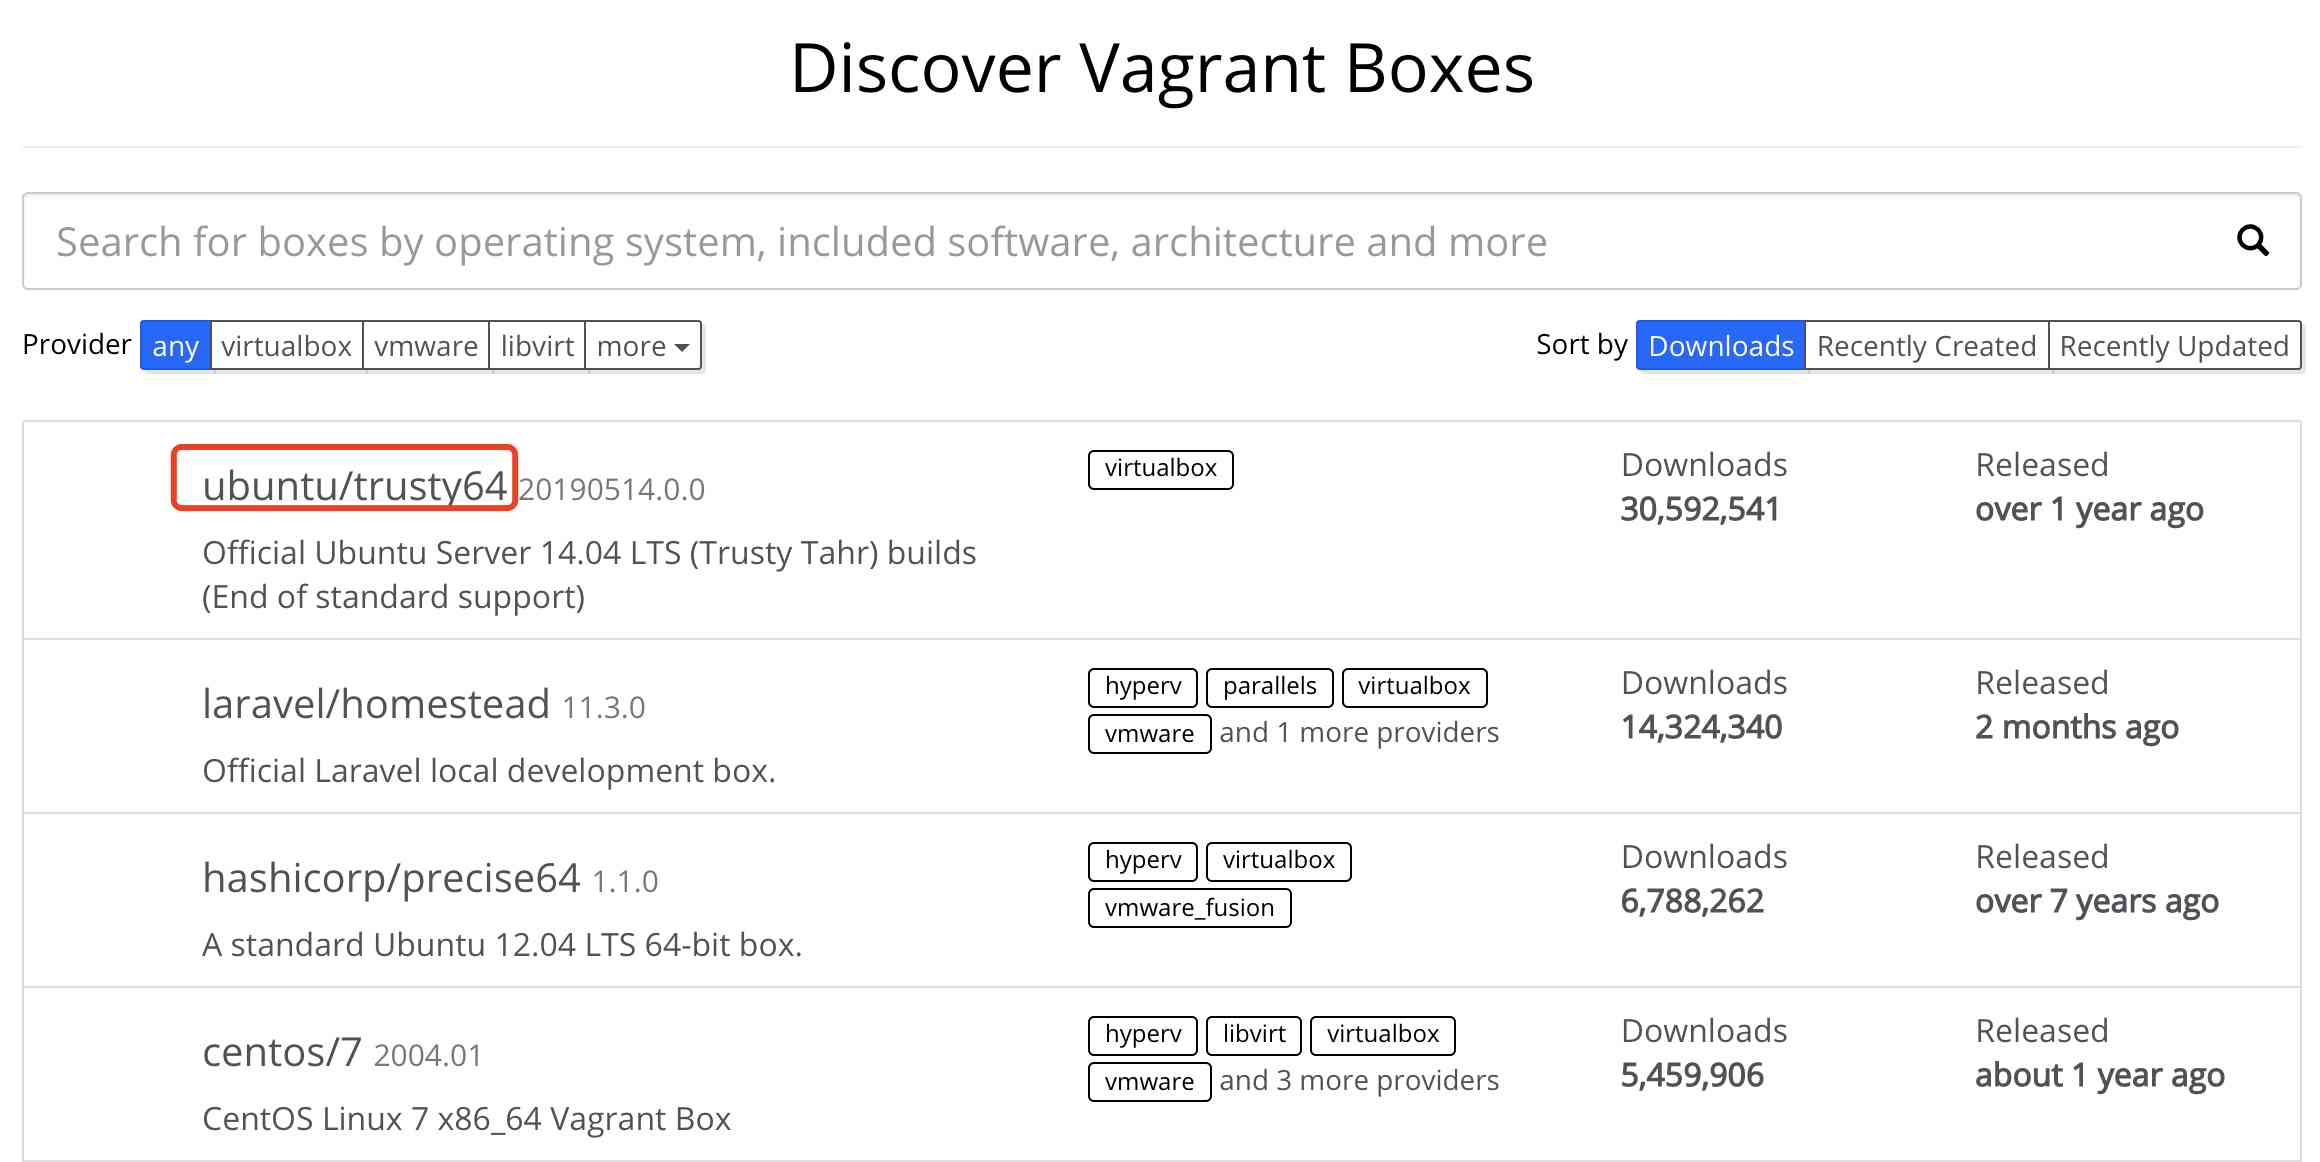 Discover Vagrant Boxes
Search for boxes by operating system, included software, architecture and more
Provider any virtualbox vmware libvirt more Sort by Downloads Recently Created Recently Updated
ubuntu/trusty64 20190514.0.0 virtualbox Downloads Released
30,592,541 over 1 year ago
Official Ubuntu Server 14.04 LTS (Trusty Tahr) builds
(End of standard support)
laravel/homestead 11.3.0 hyperv parallels virtualbox Downloads Released
vmware and 1 more providers 14,324,340 2 months ago
Official Laravel local development box.
hashicorp/precise64 1.1.0 hyperv virtualbox Downloads Released
vmware_fusion 6,788,262 over 7 years ago
A standard Ubuntu 12.04 LTS 64-bit box.
centos/7 2004.01 hyperv libvirt virtualbox Downloads Released
vmware and 3 more providers 5,459,906 about 1 year ago
CentOS Linux 7 x86_64 Vagrant Box